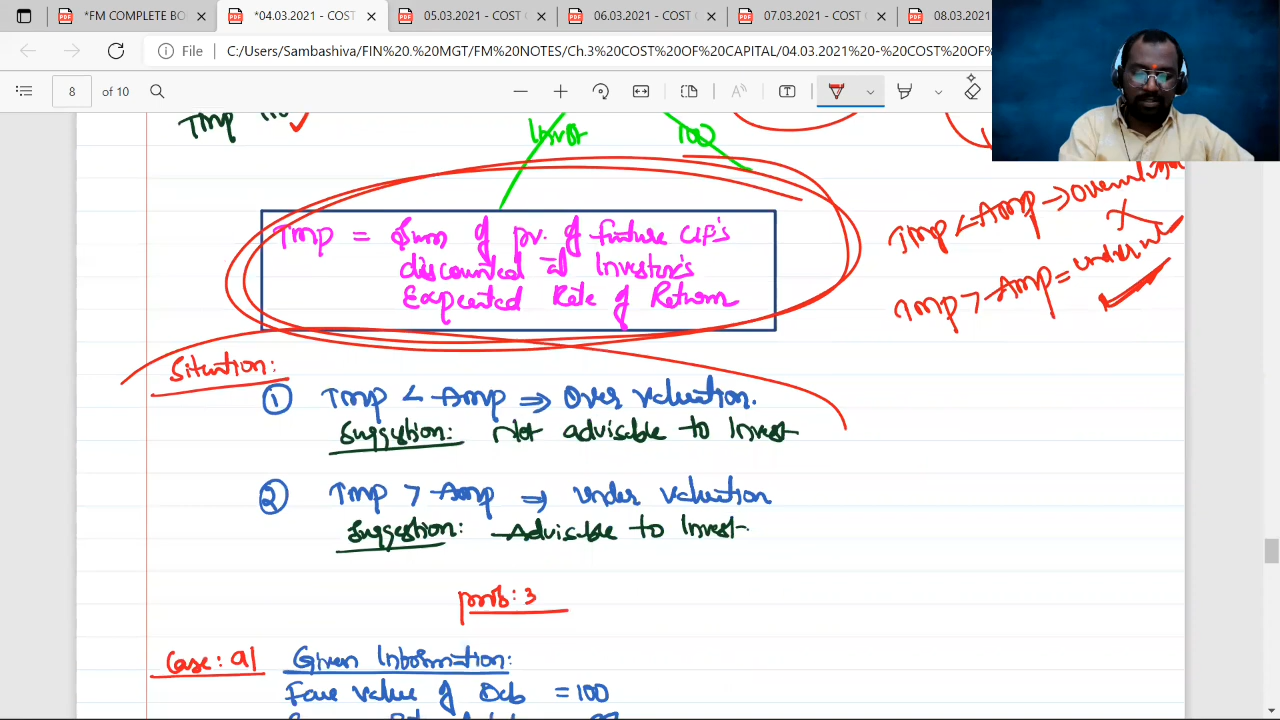 *FM COMPLETE BO
*04.03.2021 - COST
05.03.2021 - COST C
06.03.2021 - COST
07.03.2021 - COST C
08.03.2021
File
C:/Users/Sambashiva/FIN%20.%20MGT/FM%20NOTES/Ch.3%20COST%20OF%20CAPITAL/04.03.2021%20-%20COST%20OF%
8 of 10
TMP
Invst 100
TMP = Sum of pv. of future CIF's
discounted at Investor's
Expected Rate of Return
TMP < AMP →
TMP > AMP =
Situation:
① TMP < AMP ⇒ Over valuation.
Suggestion: Not advisable to Invest
② TMP > AMP ⇒ under valuation
Suggestion: Advisable to Invest
prob: 3
Case: a| Given Information:
Face value of Deb = 100